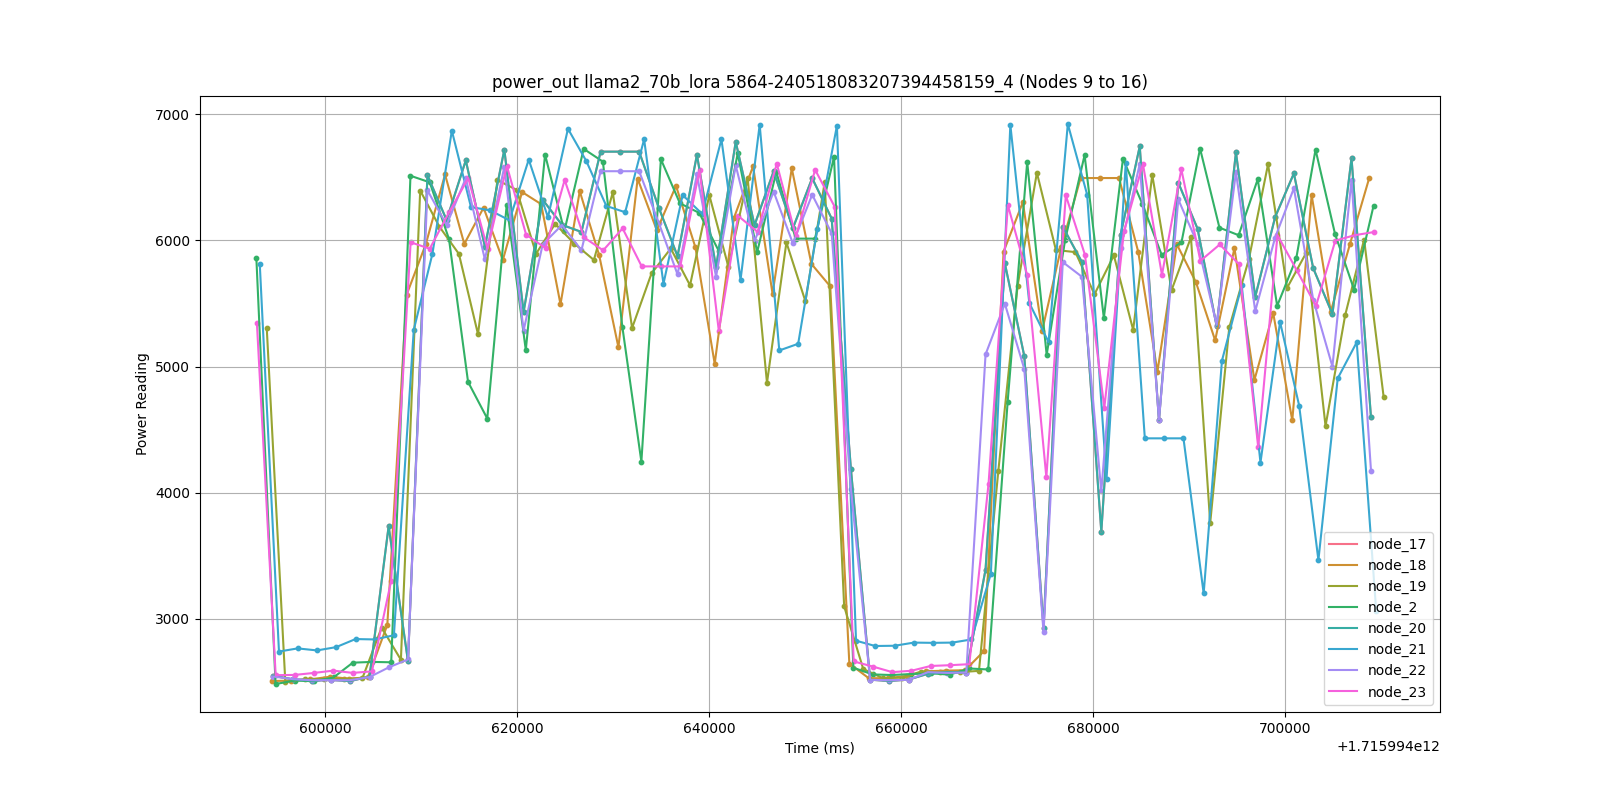 power_out llama2_70b_lora 5864-240518083207394458159_4 (Nodes 9 to 16)
Power Reading
7000
6000
5000
4000
3000
node_17
node_18
node_19
node_2
node_20
node_21
node_22
node_23
600000
620000
640000
660000
680000
700000
Time (ms)
+1.715994e12